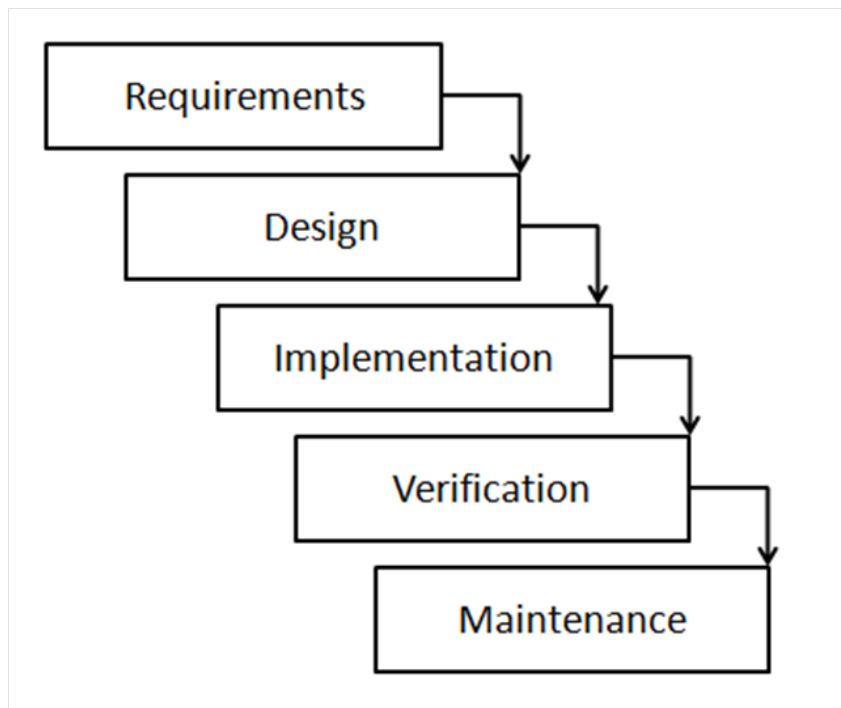 Requirements
Design
Implementation
Verification
Maintenance